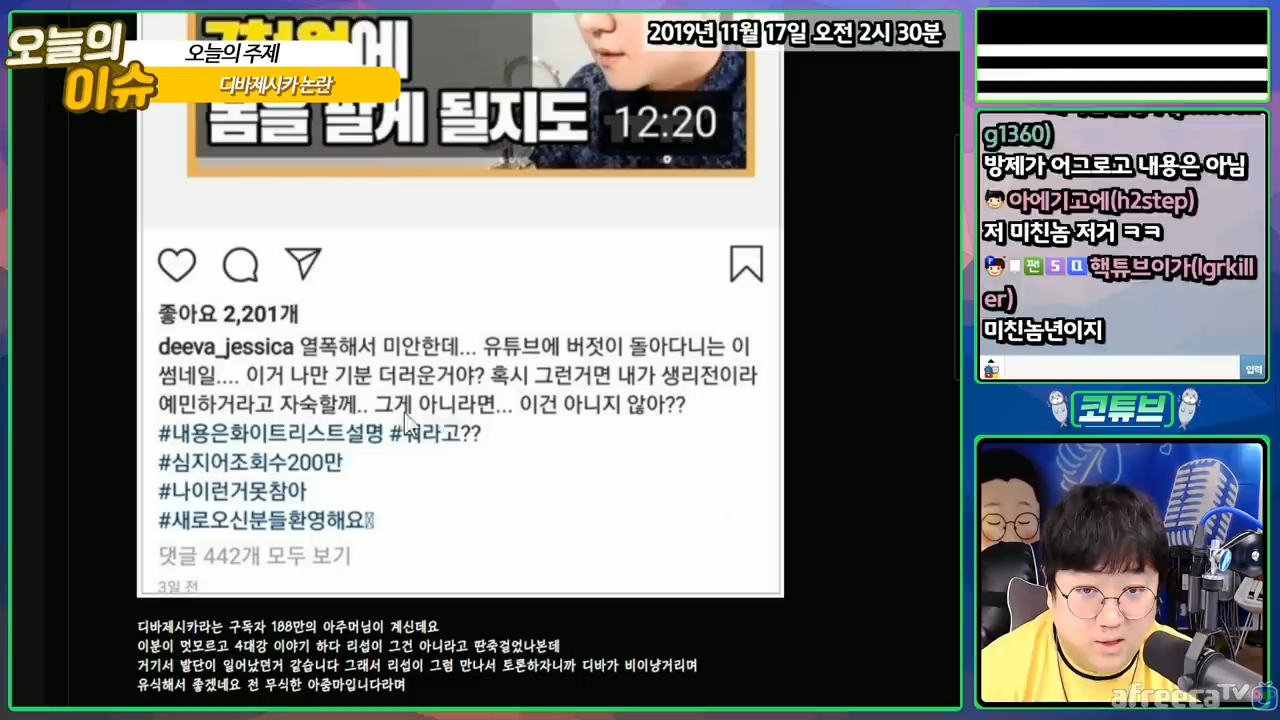 오늘의
이슈
오늘의 주제
디바제시카 논란
2019년 11월 17일 오전 2시 30분
몸을 팔게 될지도
12:20
좋아요 2,201개
deeva_jessica 열폭해서 미안한데... 유튜브에 버젓이 돌아다니는 이
썸네일.... 이거 나만 기분 더러운거야? 혹시 그런거면 내가 생리전이라
예민하거라고 자숙할께.. 그게 아니라면... 이건 아니지 않아??
#내용은화이트리스트설명 #뭐라고??
#심지어조회수200만
#나이런거못참아
#새로오신분들환영해요
댓글 442개 모두 보기
3일 전
디바제시카라는 구독자 188만의 아주머님이 계신데요
이분이 멋모르고 4대강 이야기 하다 리섭이 그건 아니라고 딴죽걸었나본데
거기서 발단이 일어났던거 같습니다 그래서 리섭이 그럼 만나서 토론하자니까 디바가 비이냥거리며
유식해서 좋겠네요 전 무식한 아줌마입니다라며
g1360)
방제가 어그로고 내용은 아님
아에기고에(h2step)
저 미친놈 저거 ㅋㅋ
짼 5 핵튜브이가(lgrkill
er)
미친놈년이지
입력
코튜브
afreecaTV